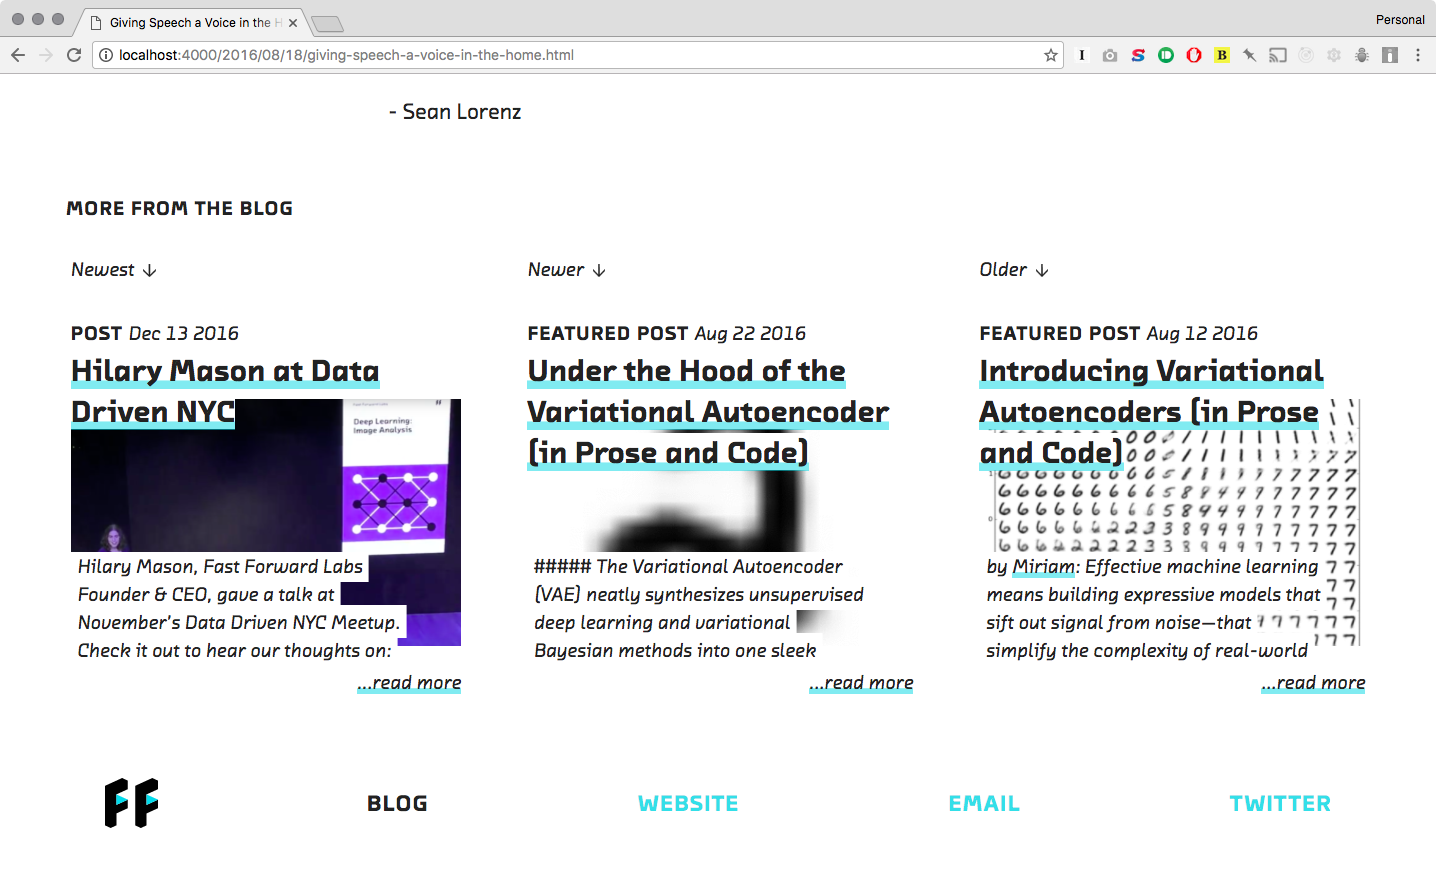 Giving Speech a Voice in the H
Personal
localhost:4000/2016/08/18/giving-speech-a-voice-in-the-home.html
- Sean Lorenz
MORE FROM THE BLOG
Newest ↓
Newer ↓
Older ↓
POST Dec 13 2016
Hilary Mason at Data
Driven NYC
Deep Learning:
Image Analysis
Hilary Mason, Fast Forward Labs
Founder & CEO, gave a talk at
November's Data Driven NYC Meetup.
Check it out to hear our thoughts on:
...read more
FEATURED POST Aug 22 2016
Under the Hood of the
Variational Autoencoder
(in Prose and Code)
##### The Variational Autoencoder
(VAE) neatly synthesizes unsupervised
deep learning and variational
Bayesian methods into one sleek
...read more
FEATURED POST Aug 12 2016
Introducing Variational
Autoencoders (in Prose
and Code)
by Miriam: Effective machine learning
means building expressive models that
sift out signal from noise—that
simplify the complexity of real-world
...read more
FF
BLOG
WEBSITE
EMAIL
TWITTER